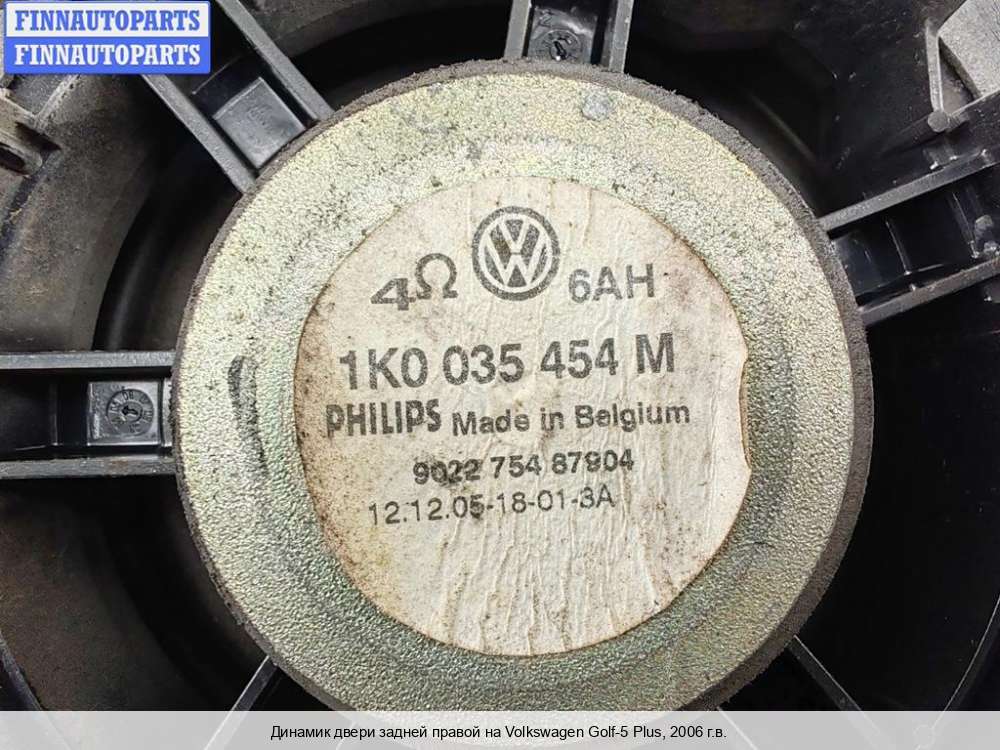 FINNAUTOPARTS
FINNAUTOPARTS
4Ω VW 6AH
1K0 035 454 M
PHILIPS Made in Belgium
9022 754 87904
12.12.05-18-01-3A
Динамик двери задней правой на Volkswagen Golf-5 Plus, 2006 г.в.